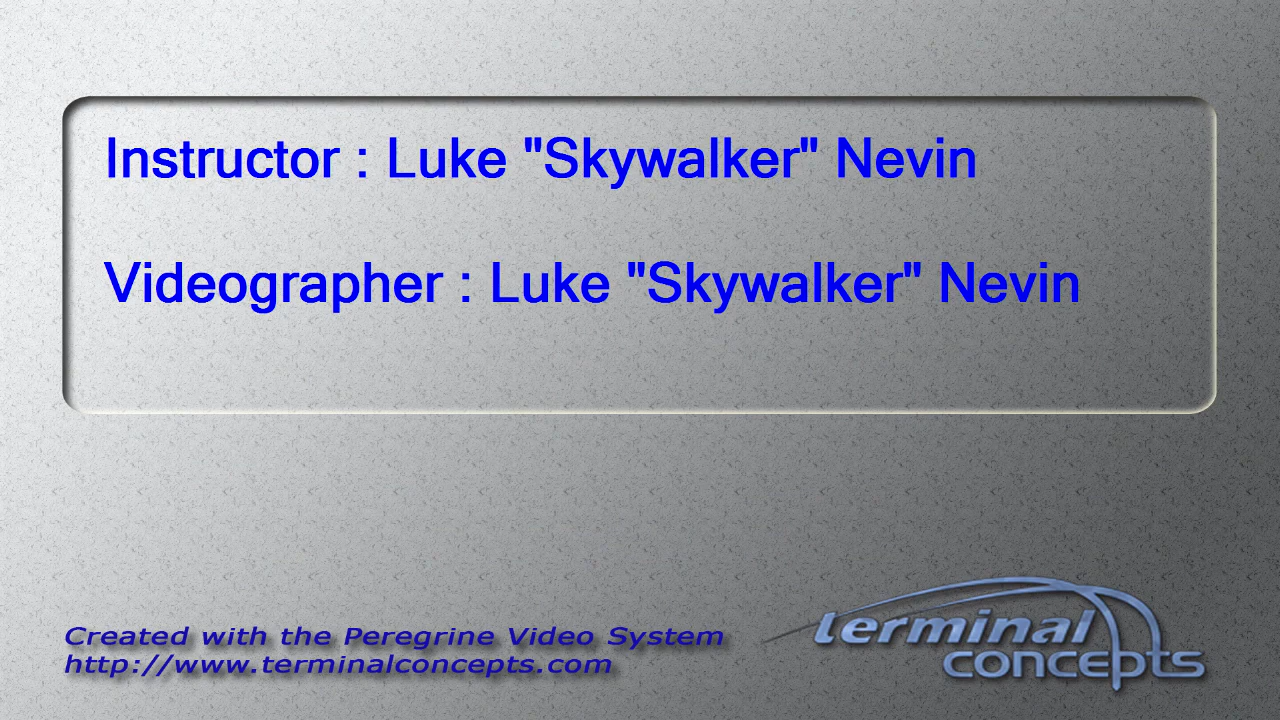 Instructor : Luke "Skywalker" Nevin
Videographer : Luke "Skywalker" Nevin
Created with the Peregrine Video System
http://www.terminalconcepts.com
terminal
concepts